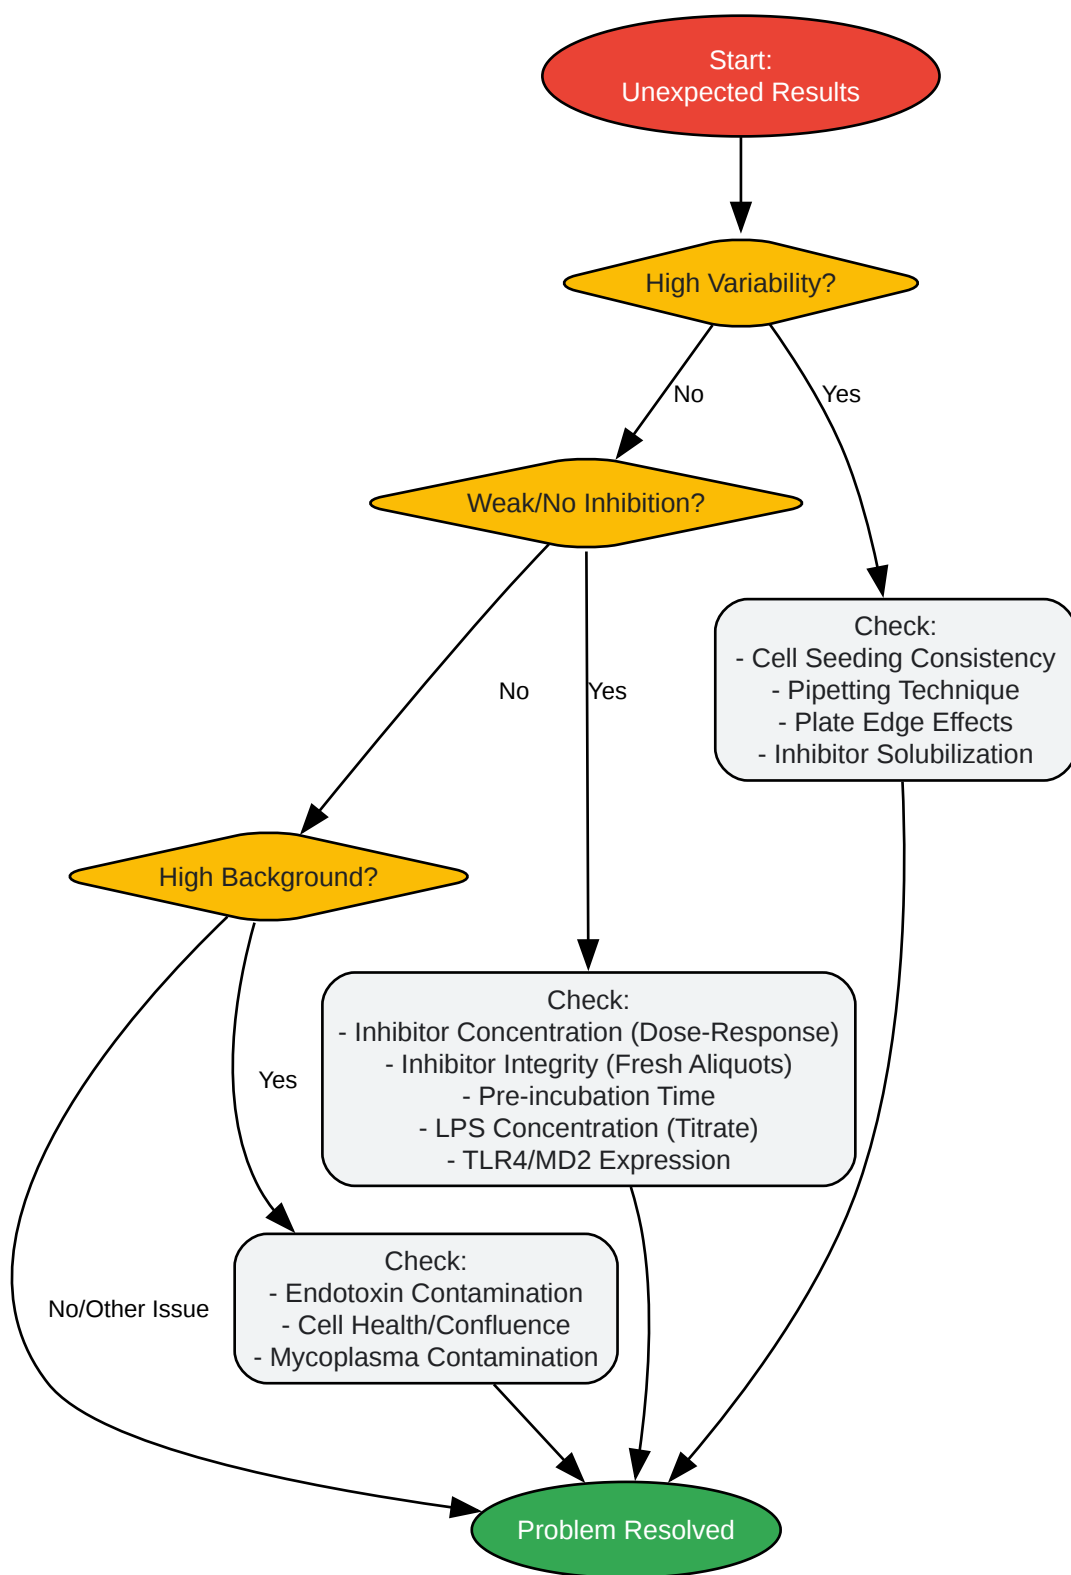 Start:
Unexpected Results
High Variability?
No
Yes
Weak/No Inhibition?
Check:
- Cell Seeding Consistency
- Pipetting Technique
- Plate Edge Effects
- Inhibitor Solubilization
No
Yes
High Background?
Check:
- Inhibitor Concentration (Dose-Response)
- Inhibitor Integrity (Fresh Aliquots)
- Pre-incubation Time
- LPS Concentration (Titrate)
- TLR4/MD2 Expression
Yes
No/Other Issue
Check:
- Endotoxin Contamination
- Cell Health/Confluence
- Mycoplasma Contamination
Problem Resolved